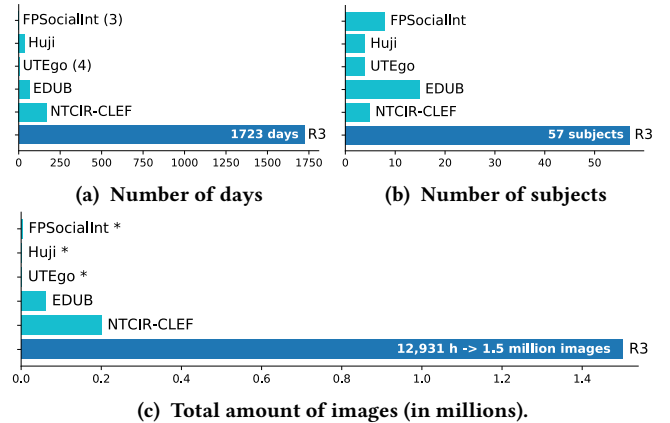 FPSocialInt (3)
Huji
UTEgo (4)
EDUB
NTCIR-CLEF
1723 days R3
0 250 500 750 1000 1250 1500 1750
(a) Number of days
FPSocialInt
Huji
UTEgo
EDUB
NTCIR-CLEF
57 subjects R3
0 10 20 30 40 50
(b) Number of subjects
FPSocialInt *
Huji *
UTEgo *
EDUB
NTCIR-CLEF
12,931 h -> 1.5 million images R3
0.0 0.2 0.4 0.6 0.8 1.0 1.2 1.4
(c) Total amount of images (in millions).